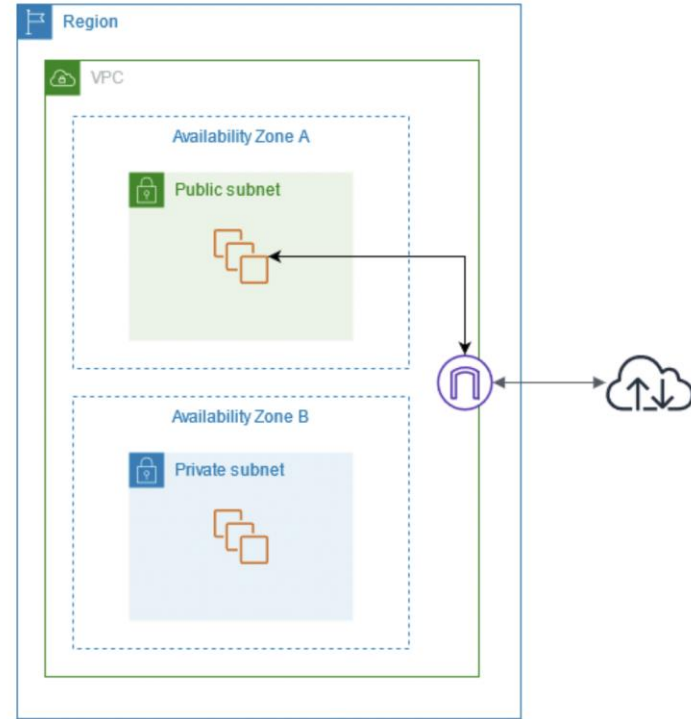 Region
VPC
Availability Zone A
Public subnet
Availability Zone B
Private subnet